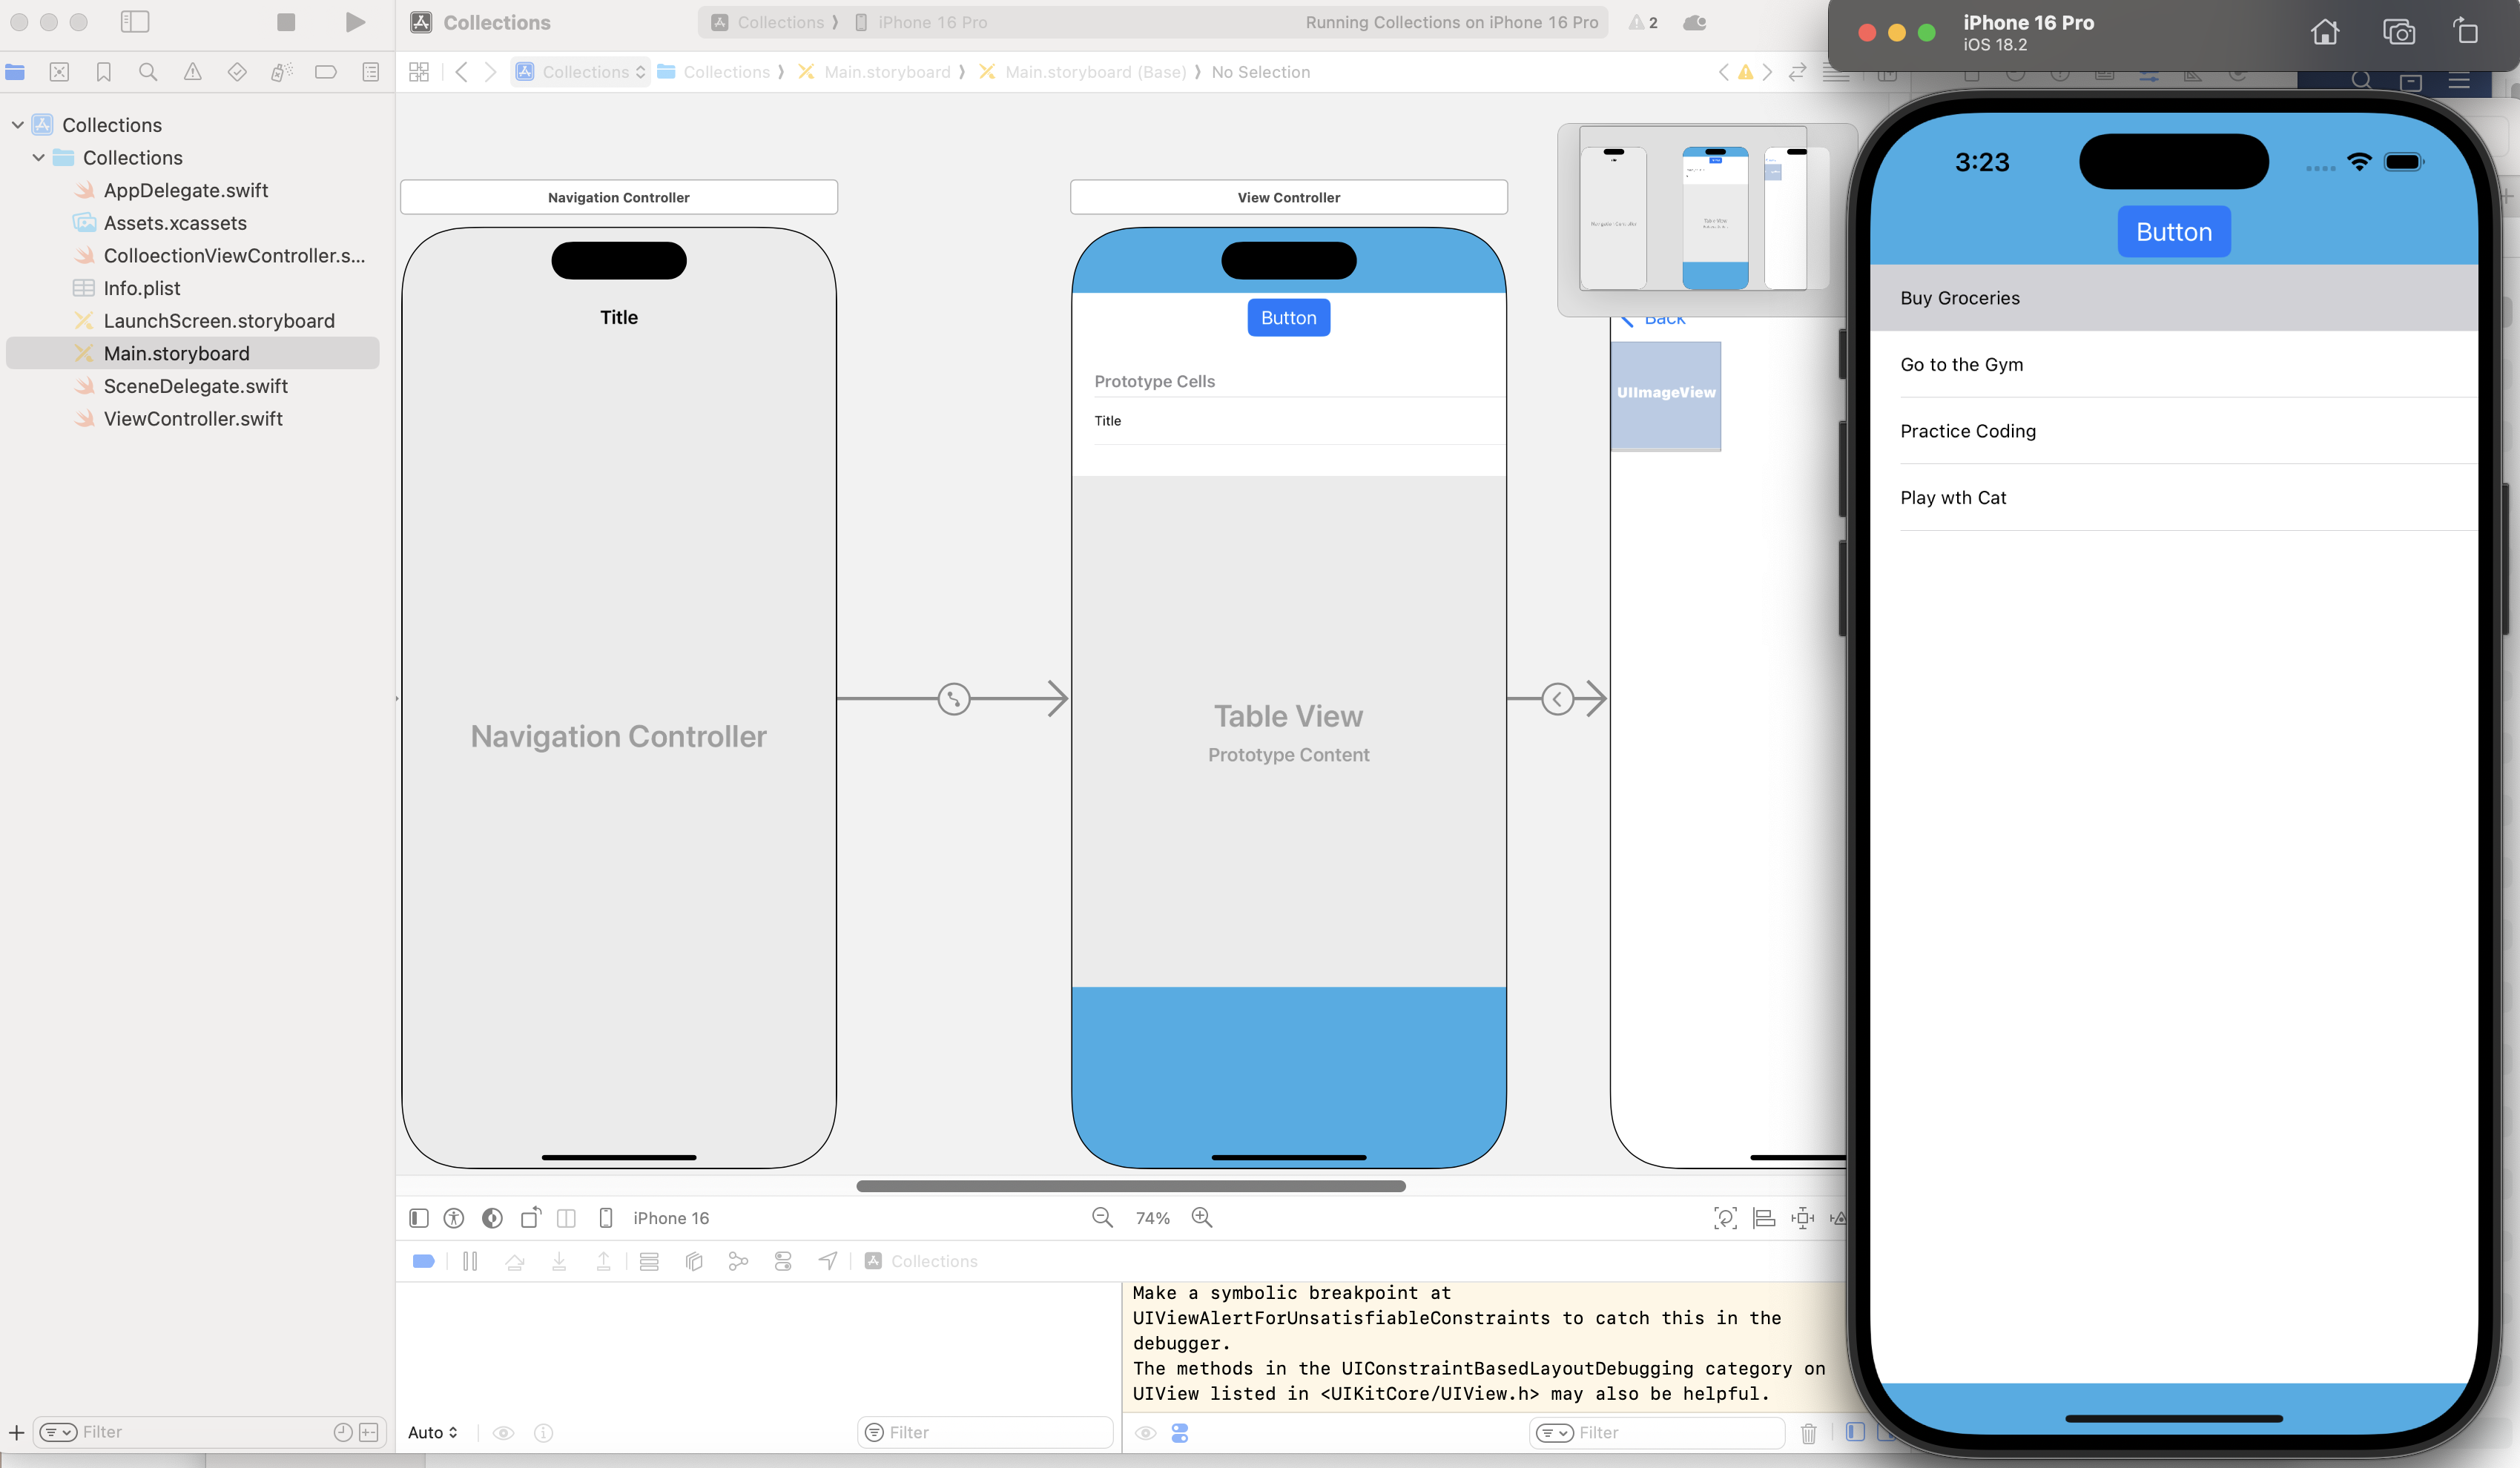 Collections
Collections ⟩ iPhone 16 Pro
Running Collections on iPhone 16 Pro
2
Collections
Collections ⟩ Main.storyboard ⟩ Main.storyboard (Base) ⟩ No Selection
Collections
Collections
AppDelegate.swift
Assets.xcassets
ColloectionViewController.s...
Info.plist
LaunchScreen.storyboard
Main.storyboard
SceneDelegate.swift
ViewController.swift
Filter
Navigation Controller
Title
Navigation Controller
View Controller
Button
Prototype Cells
Title
Table View
Prototype Content
Back
UIImageView
iPhone 16
74%
Collections
Make a symbolic breakpoint at
UIViewAlertForUnsatisfiableConstraints to catch this in the
debugger.
The methods in the UIConstraintBasedLayoutDebugging category on
UIView listed in <UIKitCore/UIView.h> may also be helpful.
Auto
Filter
Filter
iPhone 16 Pro
iOS 18.2
3:23
Button
Buy Groceries
Go to the Gym
Practice Coding
Play wth Cat